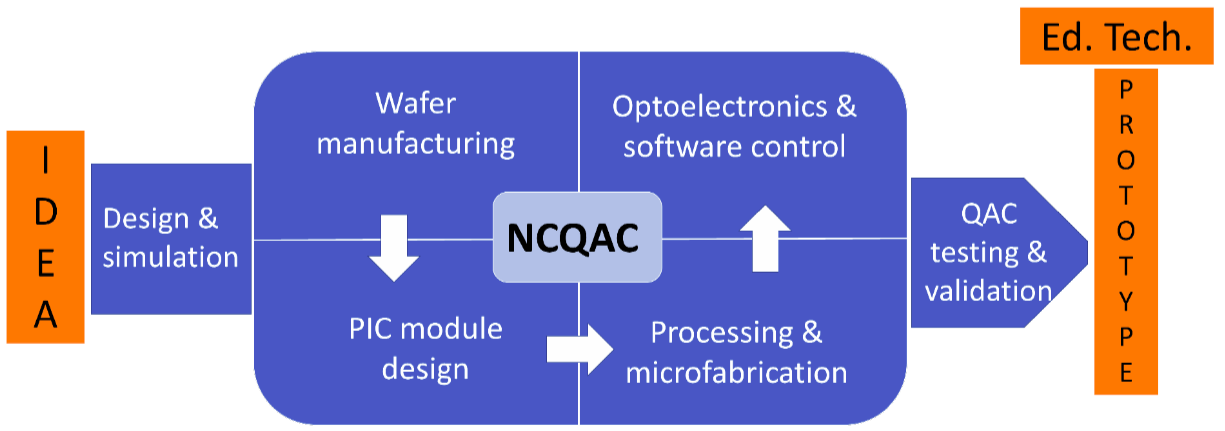 IDEA
Design &
simulation
Wafer
manufacturing
PIC module
design
Processing &
microfabrication
Optoelectronics &
software control
NCQAC
QAC
testing &
validation
Ed. Tech.
PROTOTYPE